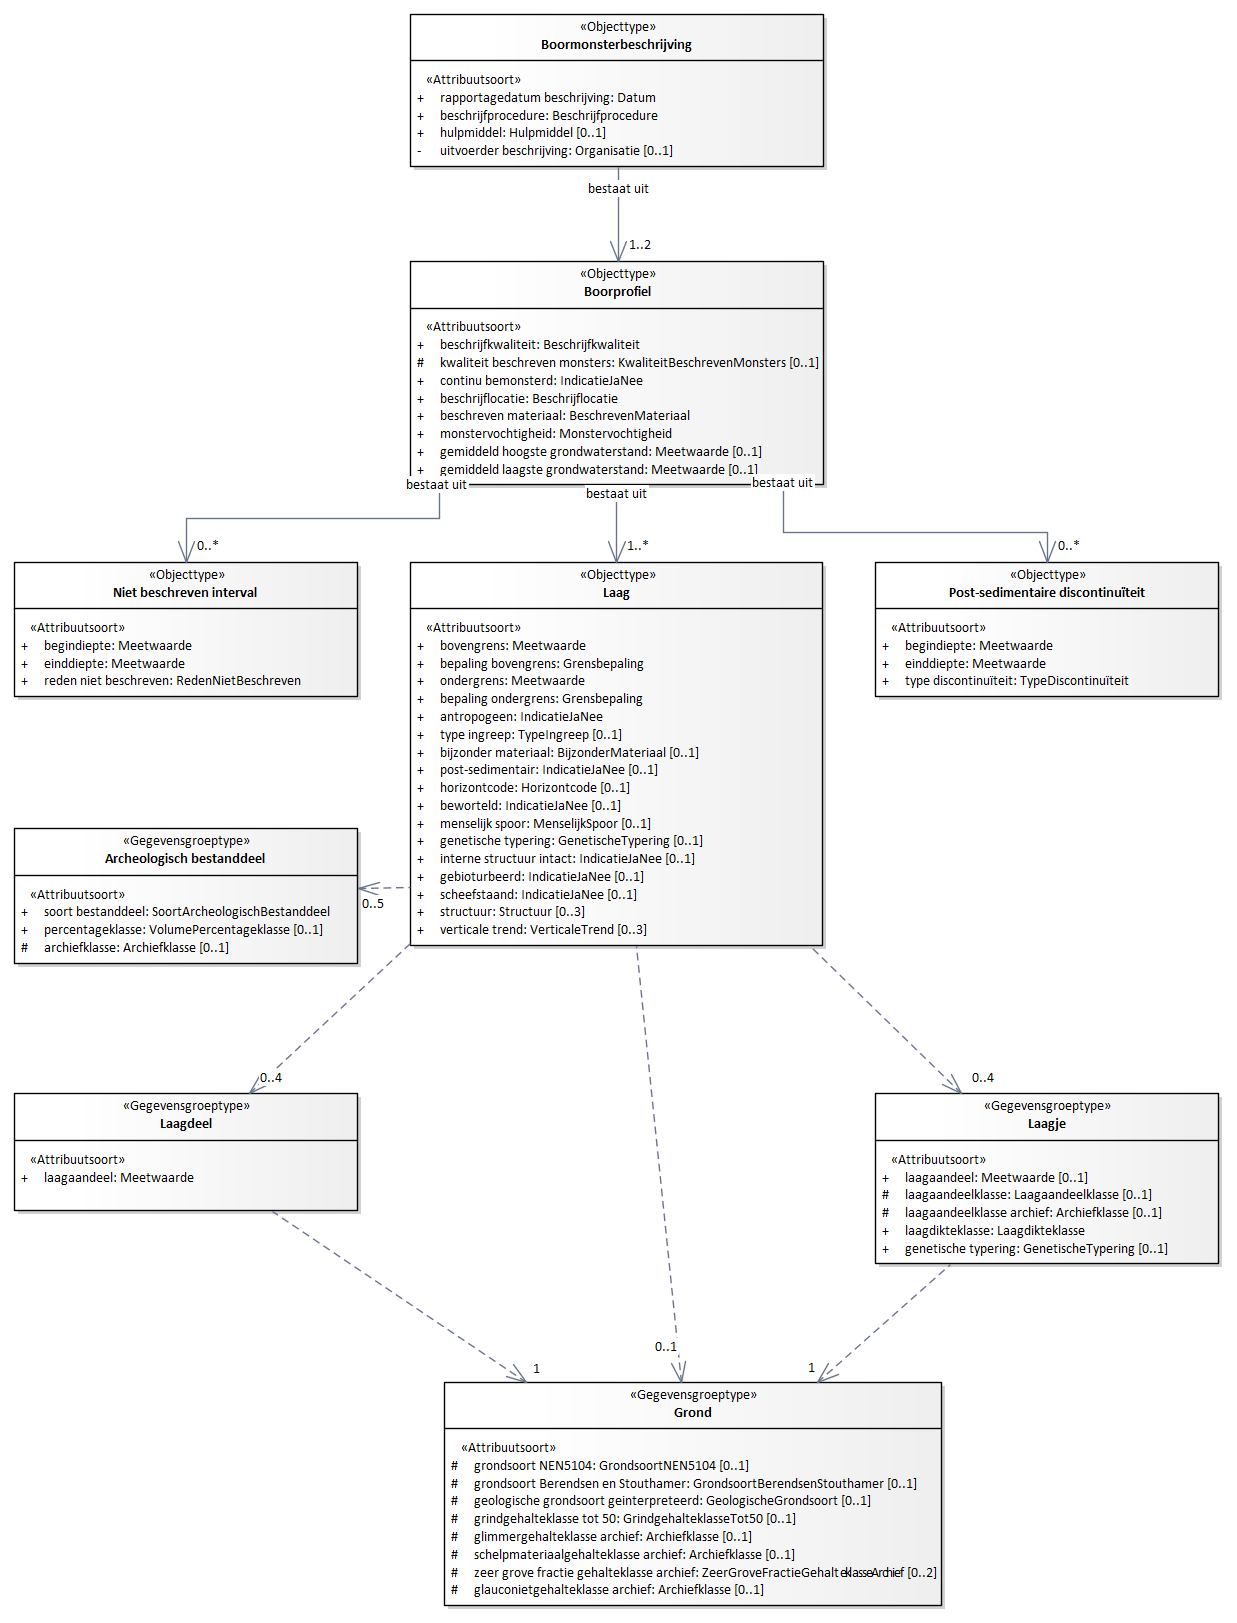 «Objecttype»
Boormonsterbeschrijving
«Attribuutsoort»
+ rapportagedatum beschrijving: Datum
+ beschrijfprocedure: Beschrijfprocedure
+ hulpmiddel: Hulpmiddel [0..1]
- uitvoerder beschrijving: Organisatie [0..1]
bestaat uit
1..2
«Objecttype»
Boorprofiel
«Attribuutsoort»
+ beschrijfkwaliteit: Beschrijfkwaliteit
# kwaliteit beschreven monsters: KwaliteitBeschrevenMonsters [0..1]
+ continu bemonsterd: IndicatieJaNee
+ beschrijflocatie: Beschrijflocatie
+ beschreven materiaal: BeschrevenMateriaal
+ monstervochtigheid: Monstervochtigheid
+ gemiddeld hoogste grondwaterstand: Meetwaarde [0..1]
+ gemiddeld laagste grondwaterstand: Meetwaarde [0..1]
bestaat uit
bestaat uit
bestaat uit
0..*
1..*
0..*
«Objecttype»
Niet beschreven interval
«Attribuutsoort»
+ begindiepte: Meetwaarde
+ einddiepte: Meetwaarde
+ reden niet beschreven: RedenNietBeschreven
«Objecttype»
Laag
«Attribuutsoort»
+ bovengrens: Meetwaarde
+ bepaling bovengrens: Grensbepaling
+ ondergrens: Meetwaarde
+ bepaling ondergrens: Grensbepaling
+ antropogeen: IndicatieJaNee
+ type ingreep: TypeIngreep [0..1]
+ bijzonder materiaal: BijzonderMateriaal [0..1]
+ post-sedimentair: IndicatieJaNee [0..1]
+ horizontcode: Horizontcode [0..1]
+ beworteld: IndicatieJaNee [0..1]
+ menselijk spoor: MenselijkSpoor [0..1]
+ genetische typering: GenetischeTypering [0..1]
+ interne structuur intact: IndicatieJaNee [0..1]
+ gebioturbeerd: IndicatieJaNee [0..1]
+ scheefstaand: IndicatieJaNee [0..1]
+ structuur: Structuur [0..3]
+ verticale trend: VerticaleTrend [0..3]
«Objecttype»
Post-sedimentaire discontinuïteit
«Attribuutsoort»
+ begindiepte: Meetwaarde
+ einddiepte: Meetwaarde
+ type discontinuïteit: TypeDiscontinuïteit
«Gegevensgroeptype»
Archeologisch bestanddeel
«Attribuutsoort»
+ soort bestanddeel: SoortArcheologischBestanddeel
+ percentageklasse: VolumePercentageklasse [0..1]
# archiefklasse: Archiefklasse [0..1]
0..5
0..4
0..4
«Gegevensgroeptype»
Laagdeel
«Attribuutsoort»
+ laagaandeel: Meetwaarde
«Gegevensgroeptype»
Laagje
«Attribuutsoort»
+ laagaandeel: Meetwaarde [0..1]
# laagaandeelklasse: Laagaandeelklasse [0..1]
# laagaandeelklasse archief: Archiefklasse [0..1]
+ laagdikteklasse: Laagdikteklasse
+ genetische typering: GenetischeTypering [0..1]
1
0..1
1
«Gegevensgroeptype»
Grond
«Attribuutsoort»
# grondsoort NEN5104: GrondsoortNEN5104 [0..1]
# grondsoort Berendsen en Stouthamer: GrondsoortBerendsenStouthamer [0..1]
# geologische grondsoort geinterpreteerd: GeologischeGrondsoort [0..1]
# grindgehalteklasse tot 50: GrindgehalteklasseTot50 [0..1]
# glimmergehalteklasse archief: Archiefklasse [0..1]
# schelpmateriaalgehalteklasse archief: Archiefklasse [0..1]
# zeer grove fractie gehalteklasse archief: ZeerGroveFractieGehalteklasseArchief [0..2]
# glauconietgehalteklasse archief: Archiefklasse [0..1]